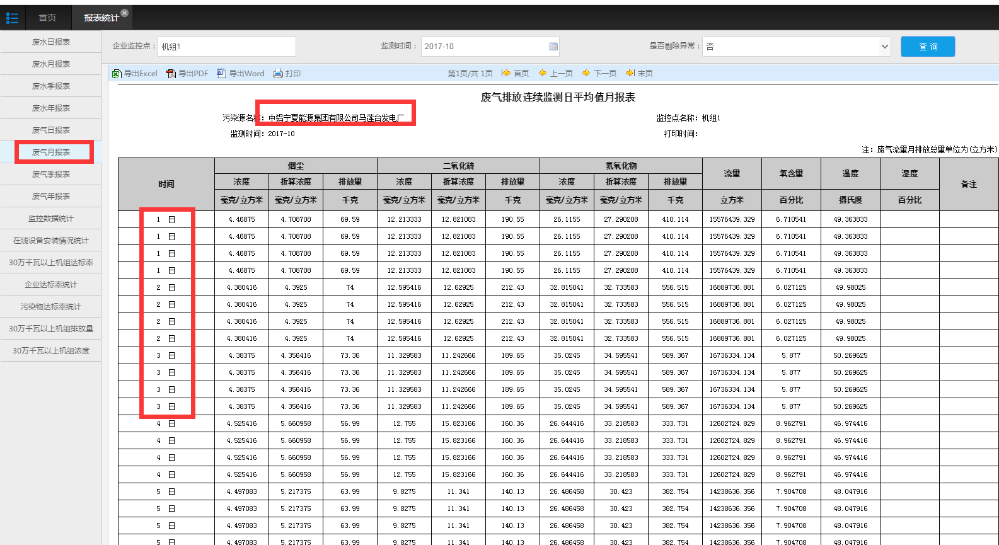 首页 报表统计
废水日报表
废水月报表
废水季报表
废水年报表
废气日报表
废气月报表
废气季报表
废气年报表
监控数据统计
在线设备安装情况统计
30万千瓦以上机组达标率
企业达标率统计
污染物达标率统计
30万千瓦以上机组排放量
30万千瓦以上机组浓度
企业监控点： 机组1 监测时间： 2017-10 是否剔除异常： 否 查 询
导出Excel 导出PDF 导出Word 打印 第1页/共 1页 首页 上一页 下一页 末页
废气排放连续监测日平均值月报表
污染源名称：中铝宁夏能源集团有限公司马莲台发电厂 监控点名称：机组1
监测时间：2017-10 打印时间：
注：废气流量月排放总量单位为(立方米)
时间 烟尘 二氧化硫 氮氧化物 流量 氧含量 温度 湿度 备注
浓度 折算浓度 排放量 浓度 折算浓度 排放量 浓度 折算浓度 排放量
毫克/立方米 毫克/立方米 千克 毫克/立方米 毫克/立方米 千克 毫克/立方米 毫克/立方米 千克 立方米 百分比 摄氏度 百分比
1 日 4.46875 4.708708 69.59 12.213333 12.821083 190.55 26.1155 27.290208 410.114 15576439.329 6.710541 49.363833
1 日 4.46875 4.708708 69.59 12.213333 12.821083 190.55 26.1155 27.290208 410.114 15576439.329 6.710541 49.363833
1 日 4.46875 4.708708 69.59 12.213333 12.821083 190.55 26.1155 27.290208 410.114 15576439.329 6.710541 49.363833
1 日 4.46875 4.708708 69.59 12.213333 12.821083 190.55 26.1155 27.290208 410.114 15576439.329 6.710541 49.363833
2 日 4.380416 4.3925 74 12.595416 12.62925 212.43 32.815041 32.733583 556.515 16889736.881 6.027125 49.98025
2 日 4.380416 4.3925 74 12.595416 12.62925 212.43 32.815041 32.733583 556.515 16889736.881 6.027125 49.98025
2 日 4.380416 4.3925 74 12.595416 12.62925 212.43 32.815041 32.733583 556.515 16889736.881 6.027125 49.98025
2 日 4.380416 4.3925 74 12.595416 12.62925 212.43 32.815041 32.733583 556.515 16889736.881 6.027125 49.98025
3 日 4.38375 4.356416 73.36 11.329583 11.242666 189.65 35.0245 34.595541 589.367 16736334.134 5.877 50.269625
3 日 4.38375 4.356416 73.36 11.329583 11.242666 189.65 35.0245 34.595541 589.367 16736334.134 5.877 50.269625
3 日 4.38375 4.356416 73.36 11.329583 11.242666 189.65 35.0245 34.595541 589.367 16736334.134 5.877 50.269625
3 日 4.38375 4.356416 73.36 11.329583 11.242666 189.65 35.0245 34.595541 589.367 16736334.134 5.877 50.269625
4 日 4.525416 5.660958 56.99 12.755 15.823166 160.36 26.644416 33.218583 333.731 12602724.829 8.962791 46.974416
4 日 4.525416 5.660958 56.99 12.755 15.823166 160.36 26.644416 33.218583 333.731 12602724.829 8.962791 46.974416
4 日 4.525416 5.660958 56.99 12.755 15.823166 160.36 26.644416 33.218583 333.731 12602724.829 8.962791 46.974416
4 日 4.525416 5.660958 56.99 12.755 15.823166 160.36 26.644416 33.218583 333.731 12602724.829 8.962791 46.974416
5 日 4.497083 5.217375 63.99 9.8275 11.341 140.13 26.486458 30.423 382.754 14238636.356 7.904708 48.047916
5 日 4.497083 5.217375 63.99 9.8275 11.341 140.13 26.486458 30.423 382.754 14238636.356 7.904708 48.047916
5 日 4.497083 5.217375 63.99 9.8275 11.341 140.13 26.486458 30.423 382.754 14238636.356 7.904708 48.047916
5 日 4.497083 5.217375 63.99 9.8275 11.341 140.13 26.486458 30.423 382.754 14238636.356 7.904708 48.047916